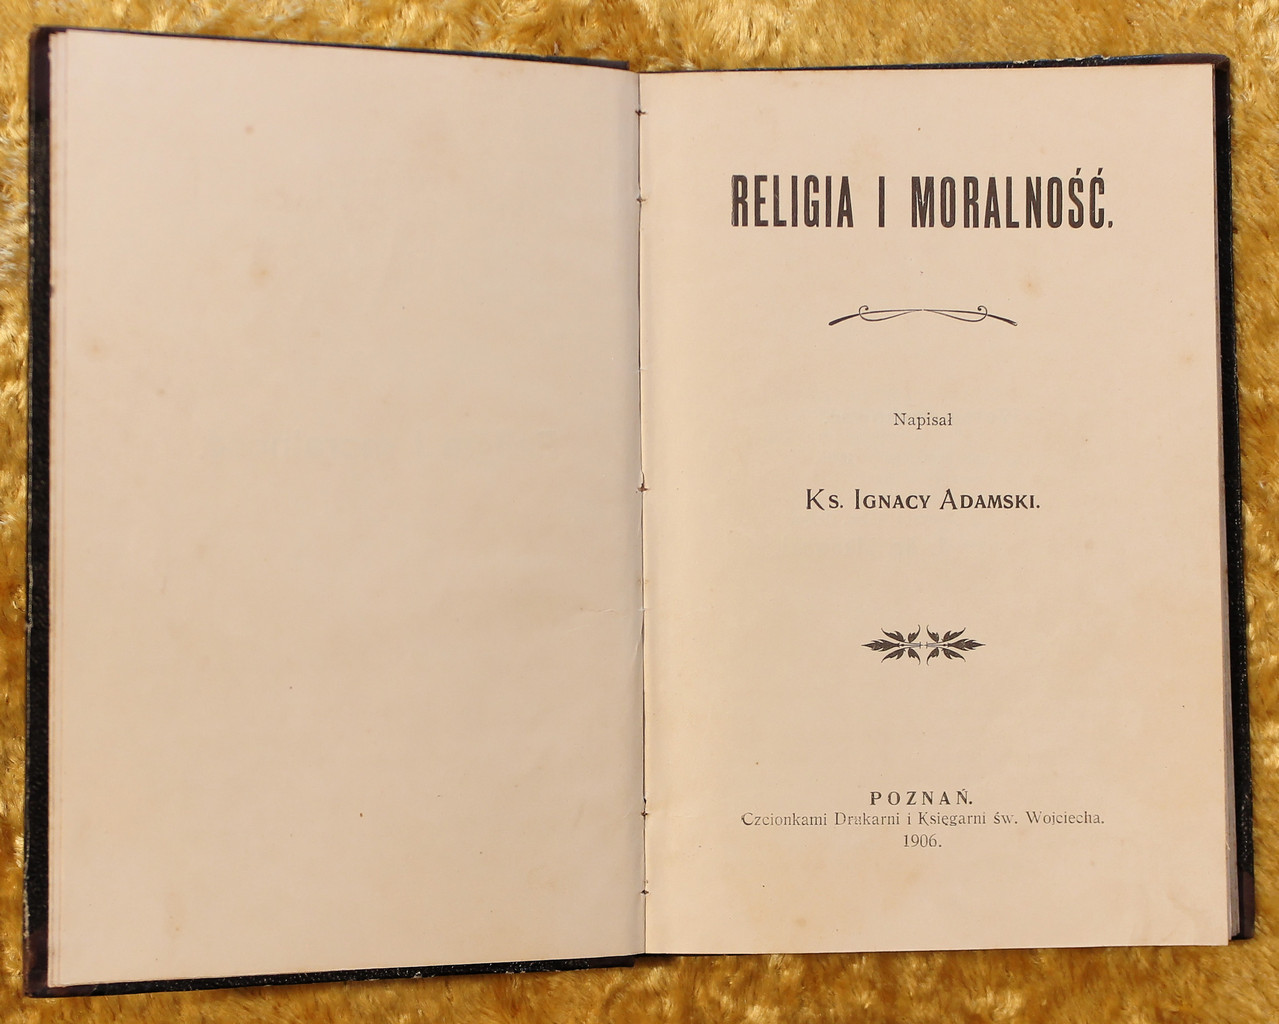 RELIGIA I MORALNOŚĆ.
Napisał
Ks. Ignacy Adamski.
POZNAŃ.
Czcionkami Drukarni i Księgarni św. Wojciecha.
1906.